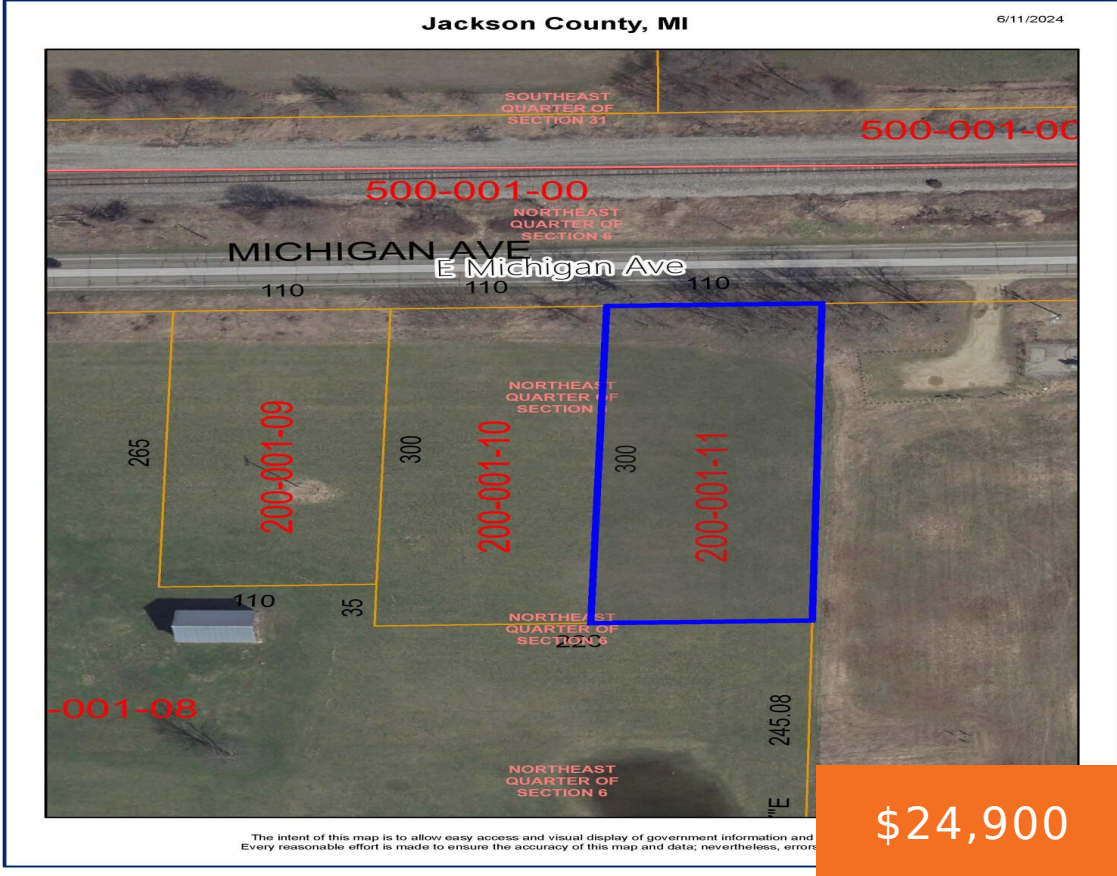 Jackson County, MI
6/11/2024
SOUTHEAST
QUARTER OF
SECTION 31
500-001-00
500-001-00
NORTHEAST
QUARTER OF
SECTION 6
MICHIGAN AVE
E Michigan Ave
110
110
110
NORTHEAST
QUARTER OF
SECTION
265
200-001-09
300
200-001-10
300
200-001-11
110
35
NORTHEAST
QUARTER OF
SECTION 6
220
-001-08
245.08
NORTHEAST
QUARTER OF
SECTION 6
"E
The intent of this map is to allow easy access and visual display of government information and
Every reasonable effort is made to ensure the accuracy of this map and data; nevertheless, errors
$24,900